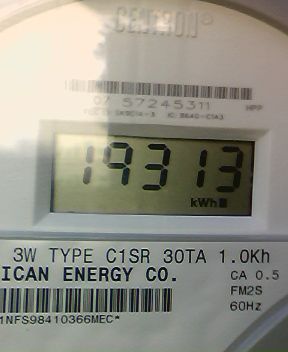 CENTRON®
07 57245311 HPP
19313
kWh
3W TYPE C1SR 30TA 1.0Kh
ICAN ENERGY CO. CA 0.5
FM2S
1NFS98410366MEC* 60Hz